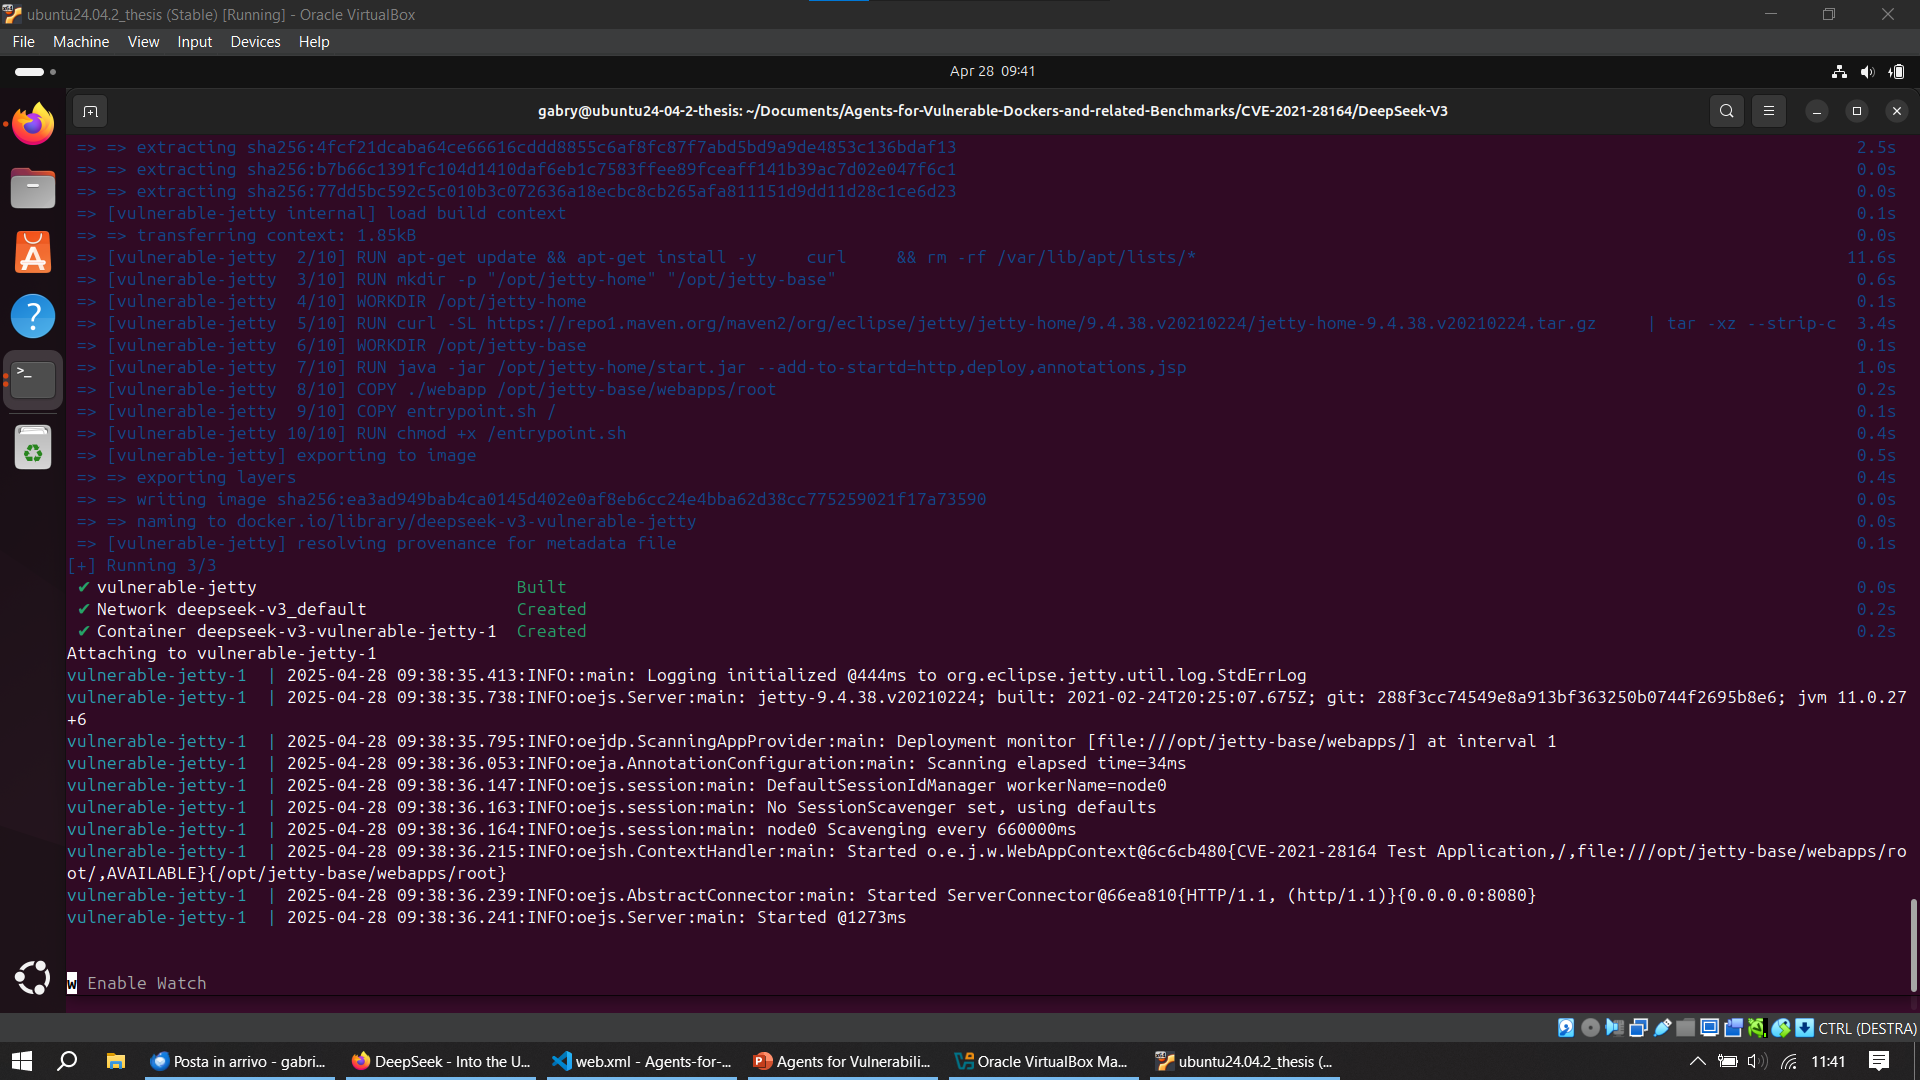 ubuntu24.04.2_thesis (Stable) [Running] - Oracle VirtualBox
File Machine View Input Devices Help
Apr 28 09:41
gabry@ubuntu24-04-2-thesis: ~/Documents/Agents-for-Vulnerable-Dockers-and-related-Benchmarks/CVE-2021-28164/DeepSeek-V3
=> => extracting sha256:4fcf21dcaba64ce66616cddd8855c6af8fc87f7abd5bd9a9de4853c136bdaf13 2.5s
=> => extracting sha256:b7b66c1391fc104d1410daf6eb1c7583ffee89fceaff141b39ac7d02e047f6c1 0.0s
=> => extracting sha256:77dd5bc592c5c010b3c072636a18ecbc8cb265afa811151d9dd11d28c1ce6d23 0.0s
=> [vulnerable-jetty internal] load build context 0.1s
=> => transferring context: 1.85kB 0.0s
=> [vulnerable-jetty  2/10] RUN apt-get update && apt-get install -y     curl     && rm -rf /var/lib/apt/lists/* 11.6s
=> [vulnerable-jetty  3/10] RUN mkdir -p "/opt/jetty-home" "/opt/jetty-base" 0.6s
=> [vulnerable-jetty  4/10] WORKDIR /opt/jetty-home 0.1s
=> [vulnerable-jetty  5/10] RUN curl -SL https://repo1.maven.org/maven2/org/eclipse/jetty/jetty-home/9.4.38.v20210224/jetty-home-9.4.38.v20210224.tar.gz     | tar -xz --strip-c 3.4s
=> [vulnerable-jetty  6/10] WORKDIR /opt/jetty-base 0.1s
=> [vulnerable-jetty  7/10] RUN java -jar /opt/jetty-home/start.jar --add-to-startd=http,deploy,annotations,jsp 1.0s
=> [vulnerable-jetty  8/10] COPY ./webapp /opt/jetty-base/webapps/root 0.2s
=> [vulnerable-jetty  9/10] COPY entrypoint.sh / 0.1s
=> [vulnerable-jetty 10/10] RUN chmod +x /entrypoint.sh 0.4s
=> [vulnerable-jetty] exporting to image 0.5s
=> => exporting layers 0.4s
=> => writing image sha256:ea3ad949bab4ca0145d402e0af8eb6cc24e4bba62d38cc775259021f17a73590 0.0s
=> => naming to docker.io/library/deepseek-v3-vulnerable-jetty 0.0s
=> [vulnerable-jetty] resolving provenance for metadata file 0.1s
[+] Running 3/3
✔ vulnerable-jetty Built 0.0s
✔ Network deepseek-v3_default Created 0.2s
✔ Container deepseek-v3-vulnerable-jetty-1 Created 0.2s
Attaching to vulnerable-jetty-1
vulnerable-jetty-1  | 2025-04-28 09:38:35.413:INFO::main: Logging initialized @444ms to org.eclipse.jetty.util.log.StdErrLog
vulnerable-jetty-1  | 2025-04-28 09:38:35.738:INFO:oejs.Server:main: jetty-9.4.38.v20210224; built: 2021-02-24T20:25:07.675Z; git: 288f3cc74549e8a913bf363250b0744f2695b8e6; jvm 11.0.27
+6
vulnerable-jetty-1  | 2025-04-28 09:38:35.795:INFO:oejdp.ScanningAppProvider:main: Deployment monitor [file:///opt/jetty-base/webapps/] at interval 1
vulnerable-jetty-1  | 2025-04-28 09:38:36.053:INFO:oeja.AnnotationConfiguration:main: Scanning elapsed time=34ms
vulnerable-jetty-1  | 2025-04-28 09:38:36.147:INFO:oejs.session:main: DefaultSessionIdManager workerName=node0
vulnerable-jetty-1  | 2025-04-28 09:38:36.163:INFO:oejs.session:main: No SessionScavenger set, using defaults
vulnerable-jetty-1  | 2025-04-28 09:38:36.164:INFO:oejs.session:main: node0 Scavenging every 660000ms
vulnerable-jetty-1  | 2025-04-28 09:38:36.215:INFO:oejsh.ContextHandler:main: Started o.e.j.w.WebAppContext@6c6cb480{CVE-2021-28164 Test Application,/,file:///opt/jetty-base/webapps/ro
ot/,AVAILABLE}{/opt/jetty-base/webapps/root}
vulnerable-jetty-1  | 2025-04-28 09:38:36.239:INFO:oejs.AbstractConnector:main: Started ServerConnector@66ea810{HTTP/1.1, (http/1.1)}{0.0.0.0:8080}
vulnerable-jetty-1  | 2025-04-28 09:38:36.241:INFO:oejs.Server:main: Started @1273ms
w Enable Watch
CTRL (DESTRA)
Posta in arrivo - gabri... DeepSeek - Into the U... web.xml - Agents-for-... Agents for Vulnerabili... Oracle VirtualBox Ma... ubuntu24.04.2_thesis (... 11:41